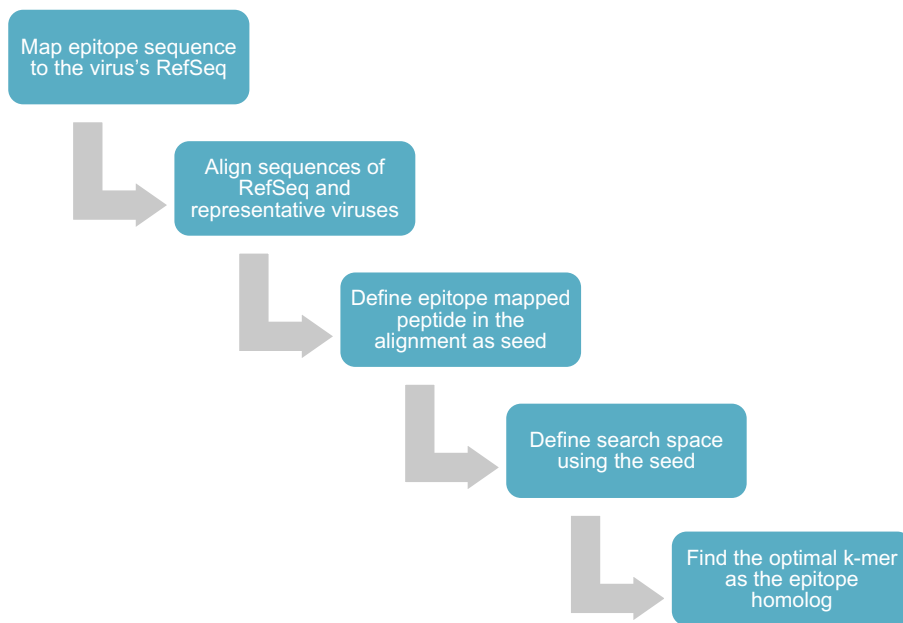 Map epitope sequence
to the virus's RefSeq
Align sequences of
RefSeq and
representative viruses
Define epitope mapped
peptide in the
alignment as seed
Define search space
using the seed
Find the optimal k-mer
as the epitope
homolog